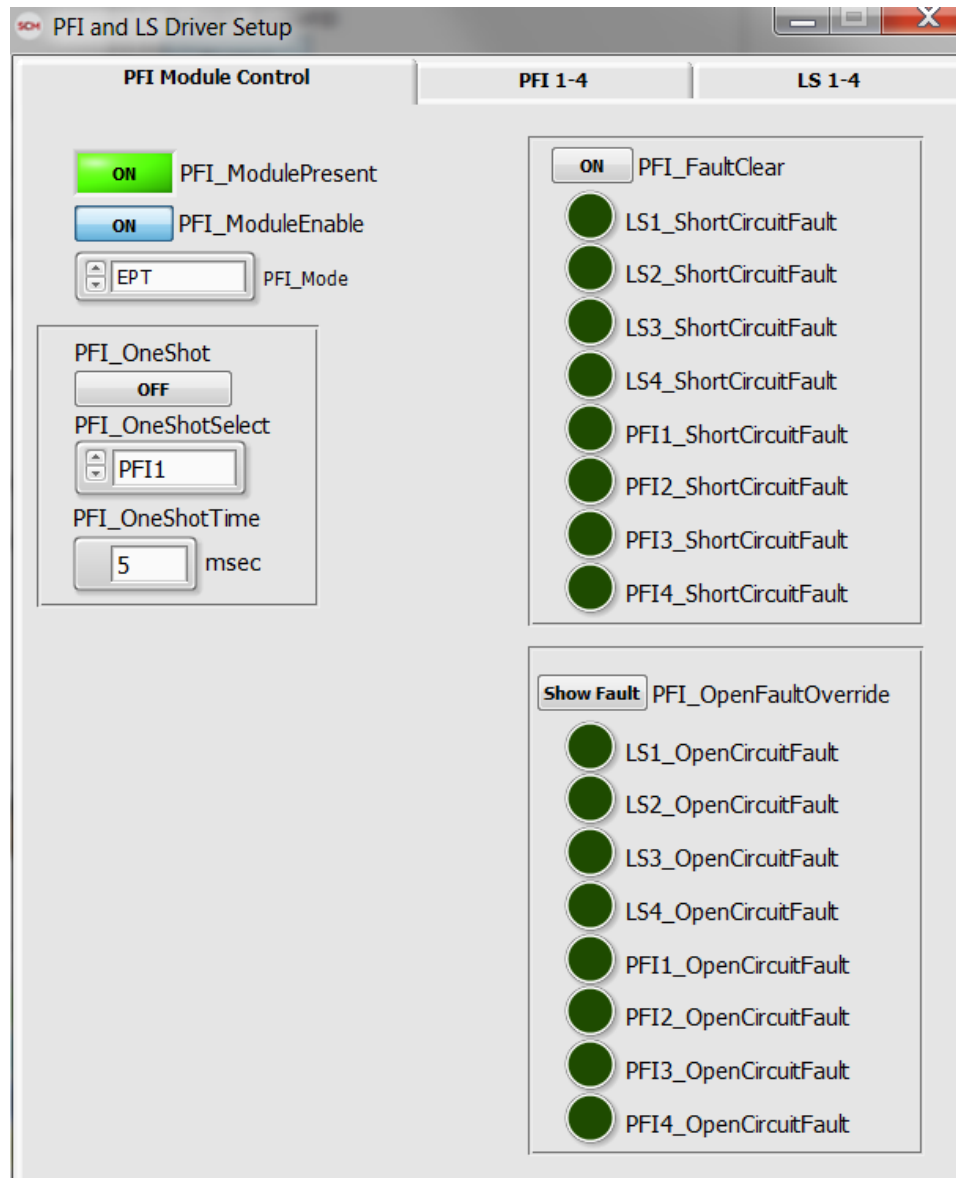 SCM PFI and LS Driver Setup
PFI Module Control
PFI 1-4
LS 1-4
ON PFI_ModulePresent
ON PFI_ModuleEnable
EPT PFI_Mode
PFI_OneShot
OFF
PFI_OneShotSelect
PFI1
PFI_OneShotTime
5 msec
ON PFI_FaultClear
LS1_ShortCircuitFault
LS2_ShortCircuitFault
LS3_ShortCircuitFault
LS4_ShortCircuitFault
PFI1_ShortCircuitFault
PFI2_ShortCircuitFault
PFI3_ShortCircuitFault
PFI4_ShortCircuitFault
Show Fault PFI_OpenFaultOverride
LS1_OpenCircuitFault
LS2_OpenCircuitFault
LS3_OpenCircuitFault
LS4_OpenCircuitFault
PFI1_OpenCircuitFault
PFI2_OpenCircuitFault
PFI3_OpenCircuitFault
PFI4_OpenCircuitFault